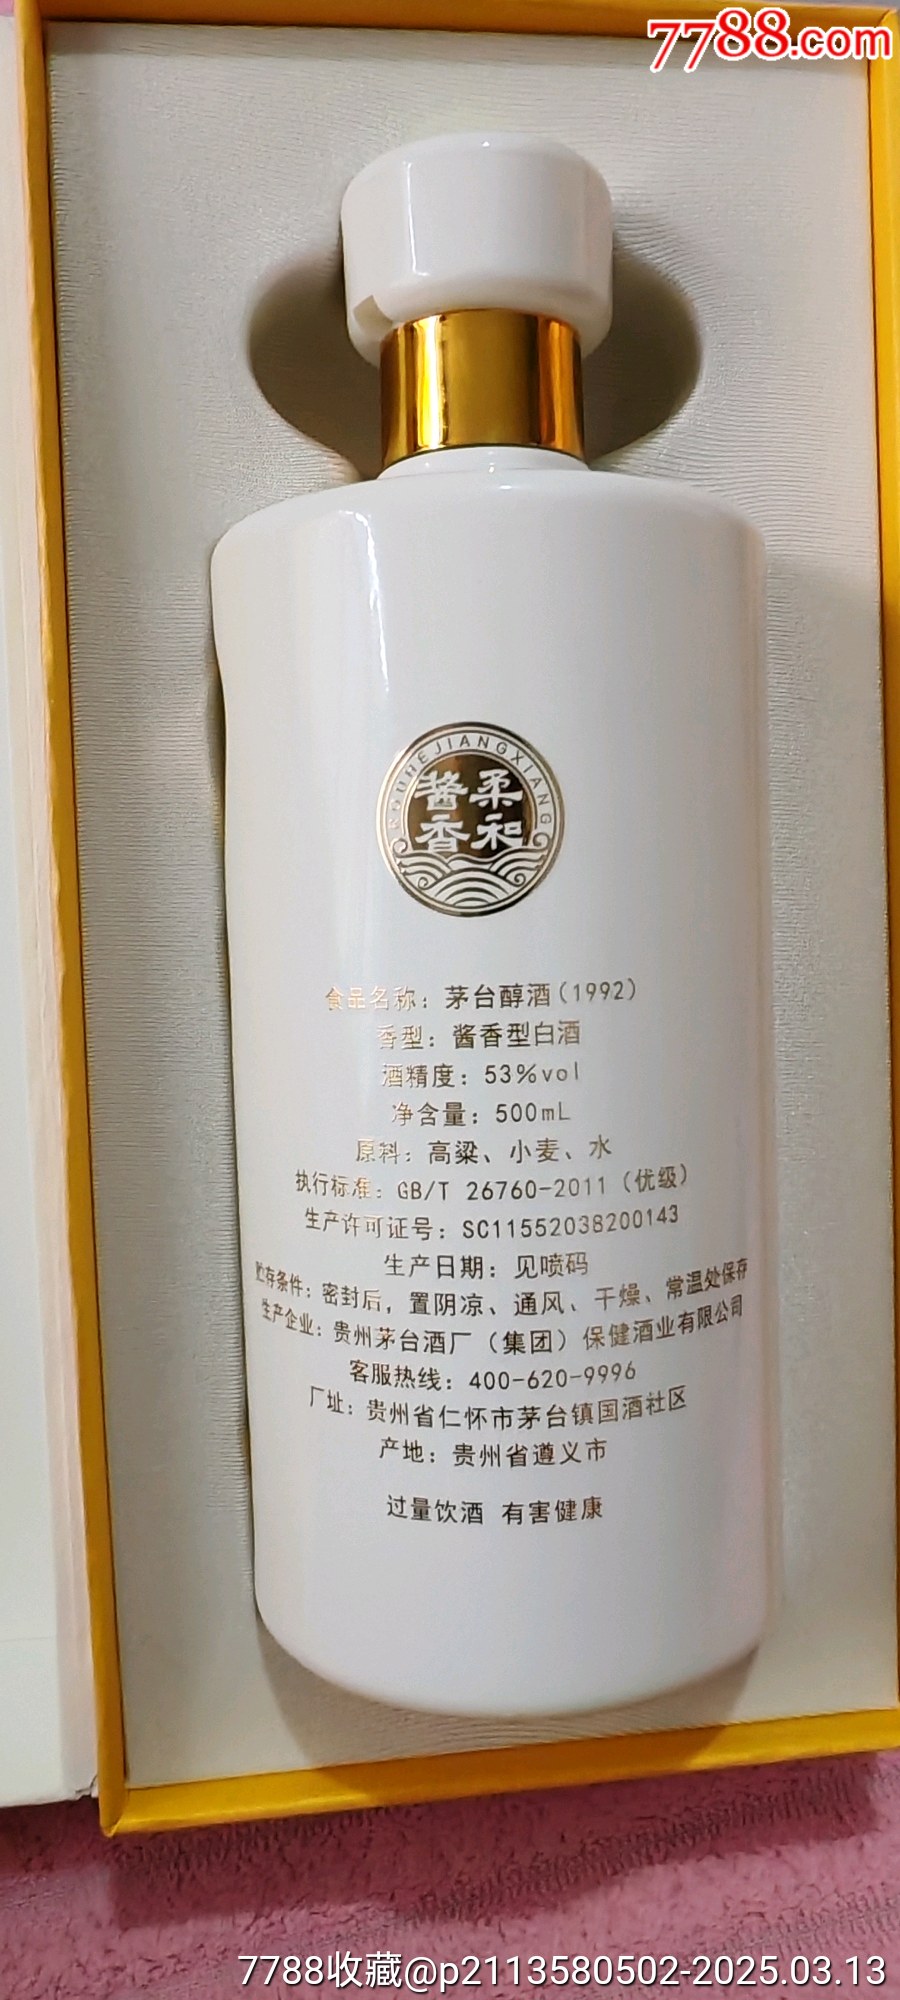 7788.com
ROUHEJIANGXIANG
酱柔
香和
食品名称：茅台醇酒(1992)
香型：酱香型白酒
酒精度：53%vol
净含量：500mL
原料：高粱、小麦、水
执行标准：GB/T 26760-2011（优级）
生产许可证号：SC11552038200143
生产日期：见喷码
贮存条件：密封后，置阴凉、通风、干燥、常温处保存
生产企业：贵州茅台酒厂（集团）保健酒业有限公司
客服热线：400-620-9996
厂址：贵州省仁怀市茅台镇国酒社区
产地：贵州省遵义市
过量饮酒 有害健康
7788收藏@p2113580502-2025.03.13